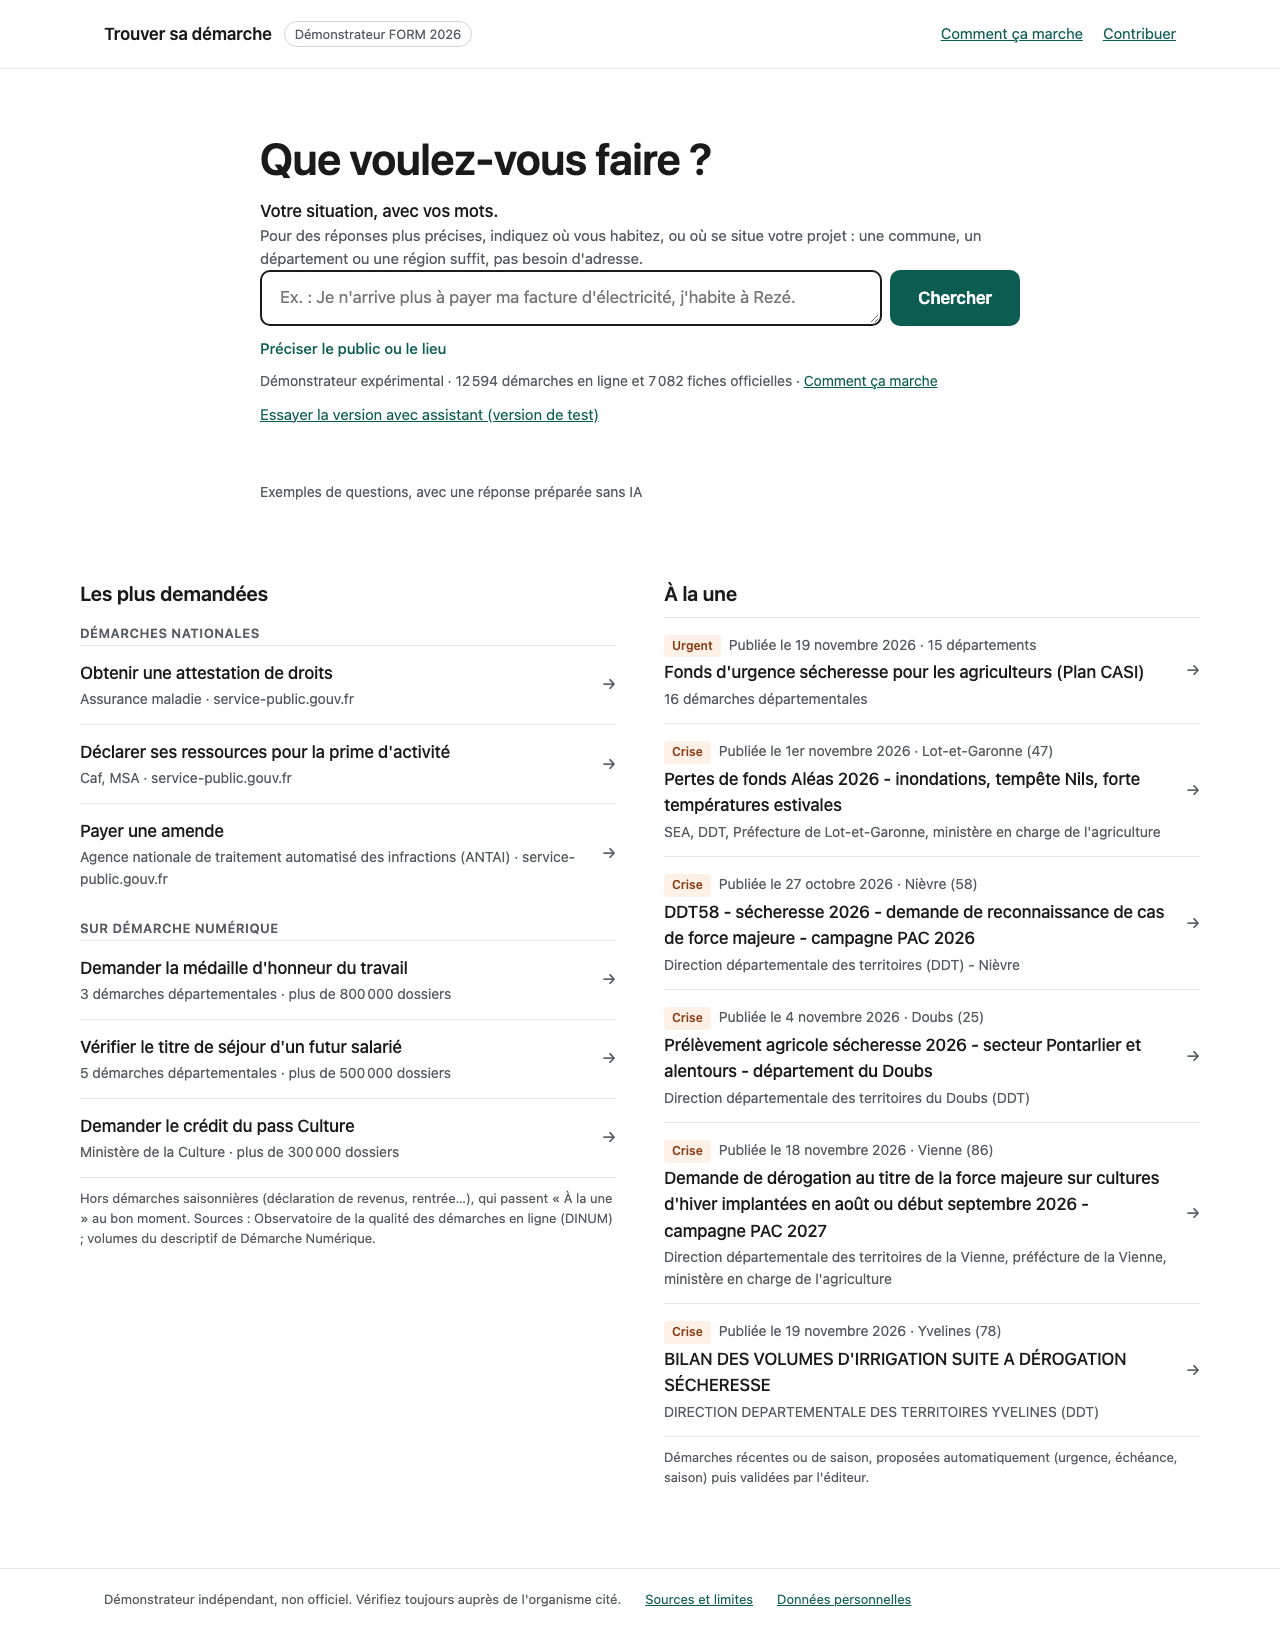 Trouver sa démarche
Démonstrateur FORM 2026
Comment ça marche
Contribuer
Que voulez-vous faire ?
Votre situation, avec vos mots.
Pour des réponses plus précises, indiquez où vous habitez, ou où se situe votre projet : une commune, un
département ou une région suffit, pas besoin d'adresse.
Ex. : Je n'arrive plus à payer ma facture d'électricité, j'habite à Rezé.
Chercher
Préciser le public ou le lieu
Démonstrateur expérimental · 12 594 démarches en ligne et 7 082 fiches officielles · Comment ça marche
Essayer la version avec assistant (version de test)
Exemples de questions, avec une réponse préparée sans IA
Les plus demandées
DÉMARCHES NATIONALES
Obtenir une attestation de droits
Assurance maladie · service-public.gouv.fr
Déclarer ses ressources pour la prime d'activité
Caf, MSA · service-public.gouv.fr
Payer une amende
Agence nationale de traitement automatisé des infractions (ANTAI) · service-
public.gouv.fr
SUR DÉMARCHE NUMÉRIQUE
Demander la médaille d'honneur du travail
3 démarches départementales · plus de 800 000 dossiers
Vérifier le titre de séjour d'un futur salarié
5 démarches départementales · plus de 500 000 dossiers
Demander le crédit du pass Culture
Ministère de la Culture · plus de 300 000 dossiers
Hors démarches saisonnières (déclaration de revenus, rentrée…), qui passent « À la une
» au bon moment. Sources : Observatoire de la qualité des démarches en ligne (DINUM)
; volumes du descriptif de Démarche Numérique.
À la une
Urgent Publiée le 19 novembre 2026 · 15 départements
Fonds d'urgence sécheresse pour les agriculteurs (Plan CASI)
16 démarches départementales
Crise Publiée le 1er novembre 2026 · Lot-et-Garonne (47)
Pertes de fonds Aléas 2026 - inondations, tempête Nils, forte
températures estivales
SEA, DDT, Préfecture de Lot-et-Garonne, ministère en charge de l'agriculture
Crise Publiée le 27 octobre 2026 · Nièvre (58)
DDT58 - sécheresse 2026 - demande de reconnaissance de cas
de force majeure - campagne PAC 2026
Direction départementale des territoires (DDT) - Nièvre
Crise Publiée le 4 novembre 2026 · Doubs (25)
Prélèvement agricole sécheresse 2026 - secteur Pontarlier et
alentours - département du Doubs
Direction départementale des territoires du Doubs (DDT)
Crise Publiée le 18 novembre 2026 · Vienne (86)
Demande de dérogation au titre de la force majeure sur cultures
d'hiver implantées en août ou début septembre 2026 -
campagne PAC 2027
Direction départementale des territoires de la Vienne, préfécture de la Vienne,
ministère en charge de l'agriculture
Crise Publiée le 19 novembre 2026 · Yvelines (78)
BILAN DES VOLUMES D'IRRIGATION SUITE A DÉROGATION
SÉCHERESSE
DIRECTION DEPARTEMENTALE DES TERRITOIRES YVELINES (DDT)
Démarches récentes ou de saison, proposées automatiquement (urgence, échéance,
saison) puis validées par l'éditeur.
Démonstrateur indépendant, non officiel. Vérifiez toujours auprès de l'organisme cité.
Sources et limites
Données personnelles